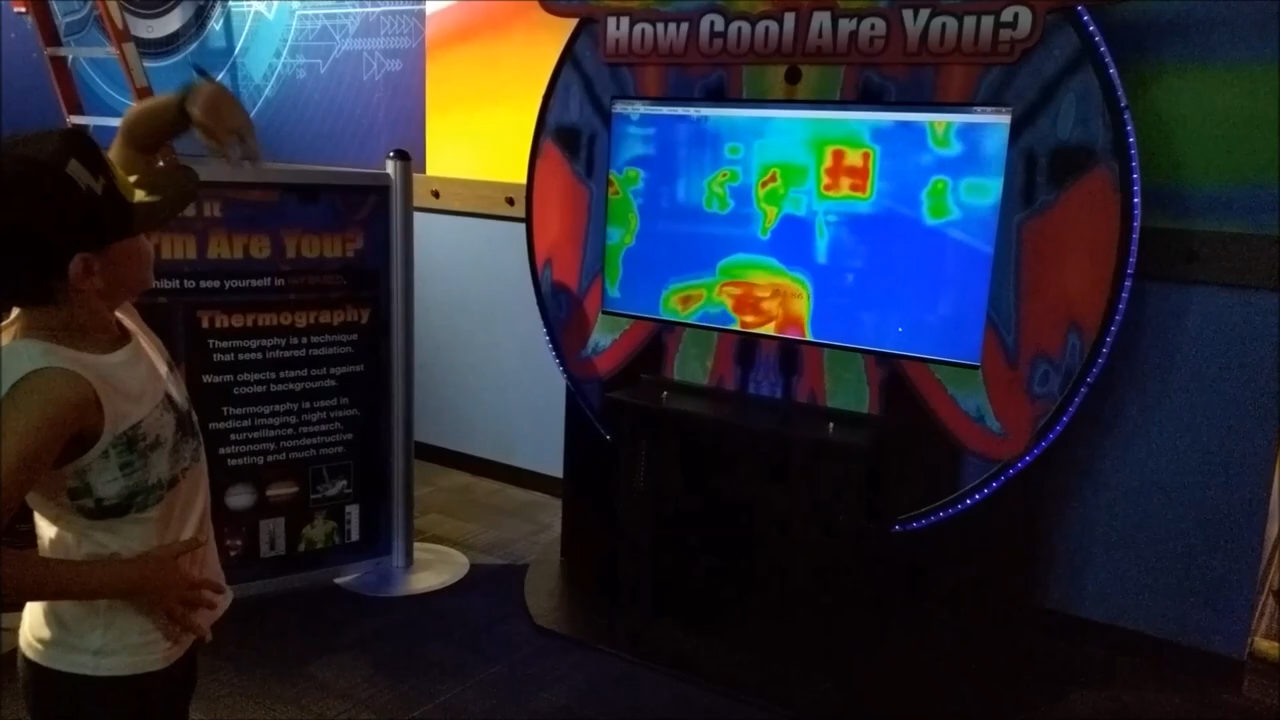 How Cool Are You?
H
Are You?
to see yourself in
Thermography
Thermography is a technique
that sees infrared radiation.
Warm objects stand out against
cooler backgrounds.
Thermography is used in
medical imaging, night vision,
surveillance, research,
astronomy, nondestructive
testing and much more.